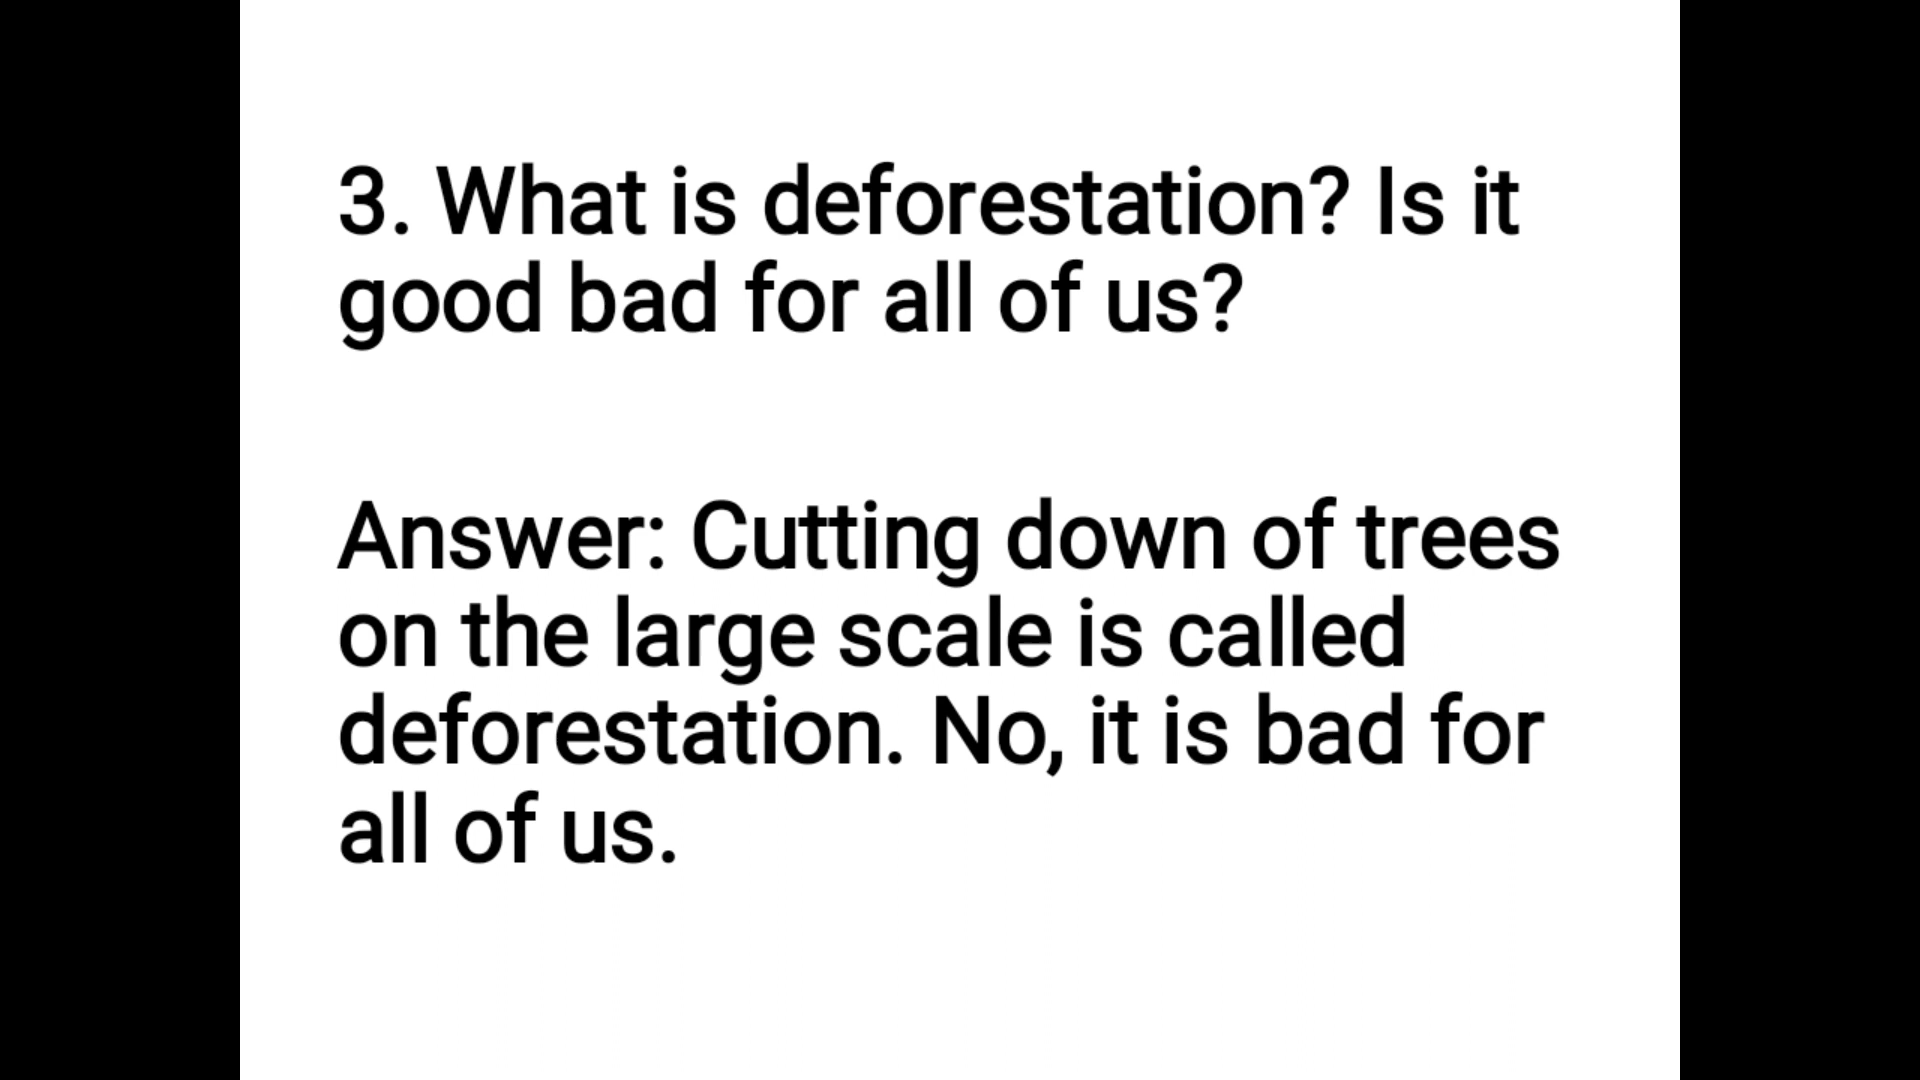 3. What is deforestation? Is it
good bad for all of us?
Answer: Cutting down of trees
on the large scale is called
deforestation. No, it is bad for
all of us.